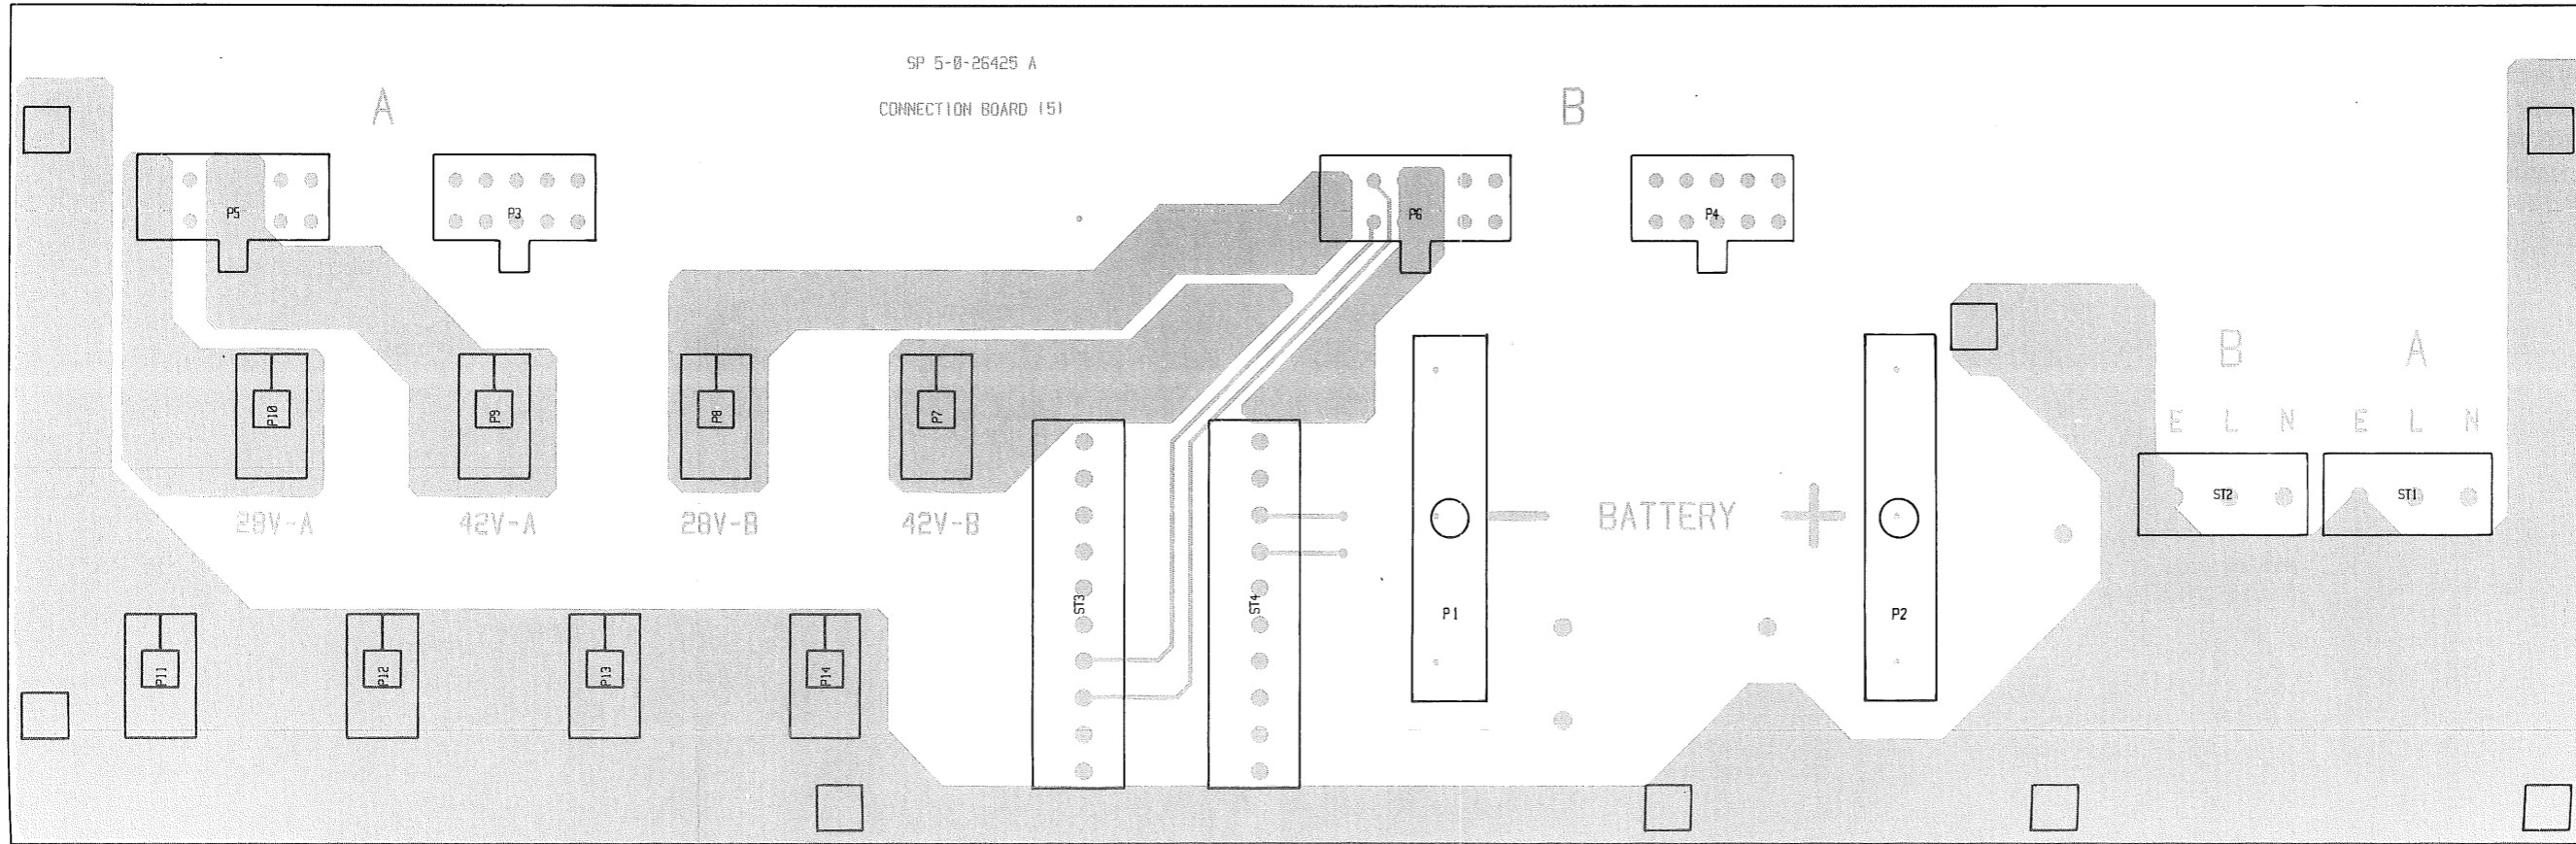 SP 5-0-26425 A
CONNECTION BOARD (5)
A
B
P5
P3
P6
P4
B
A
E L N
E L N
P10
P9
P8
P7
28V-A
42V-A
28V-B
42V-B
BATTERY
ST2
ST1
ST3
ST4
P1
P2
P11
P12
P13
P14